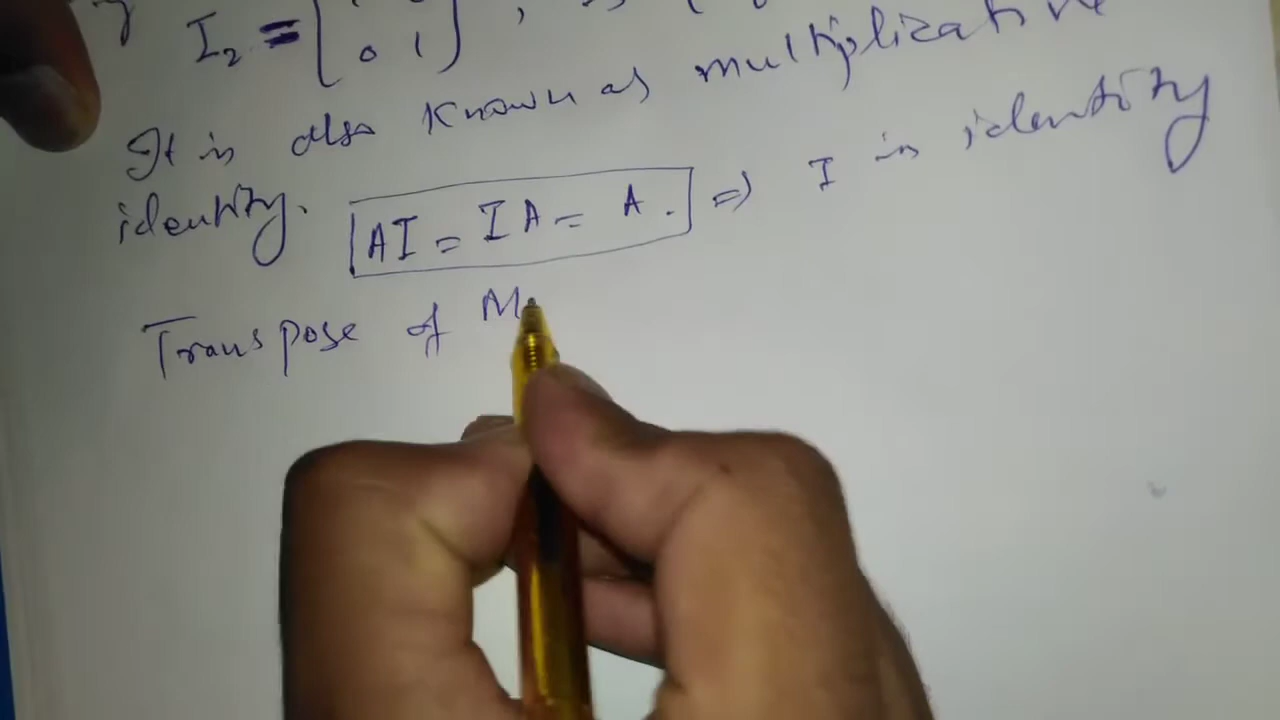 I₂ = [
0 1 ] ,
It is also known as multiplicative
identity. AI = IA = A. ⇒ I is identity
Transpose of M